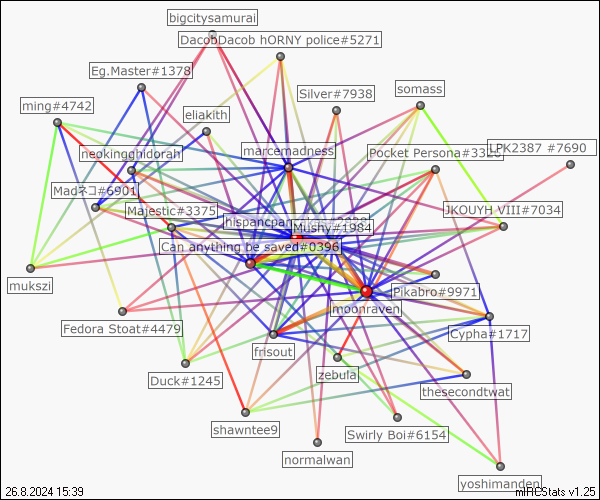 bigcitysamurai
DacobDacob hORNY police#5271
Eg.Master#1378
Silver#7938
somass
ming#4742
eliakith
neokingghidorah
marcemadness
Pocket Persona#3326
LPK2387 #7690
Madネコ#6901
Majestic#3375
Mushy#1984
JKOUYH VIII#7034
Can anything be saved#0396
mukszi
Pikabro#9971
moonraven
Fedora Stoat#4479
Cypha#1717
frisout
zebula
Duck#1245
thesecondtwat
shawntee9
Swirly Boi#6154
normalwan
yoshimanden
26.8.2024 15:39
mIRCStats v1.25